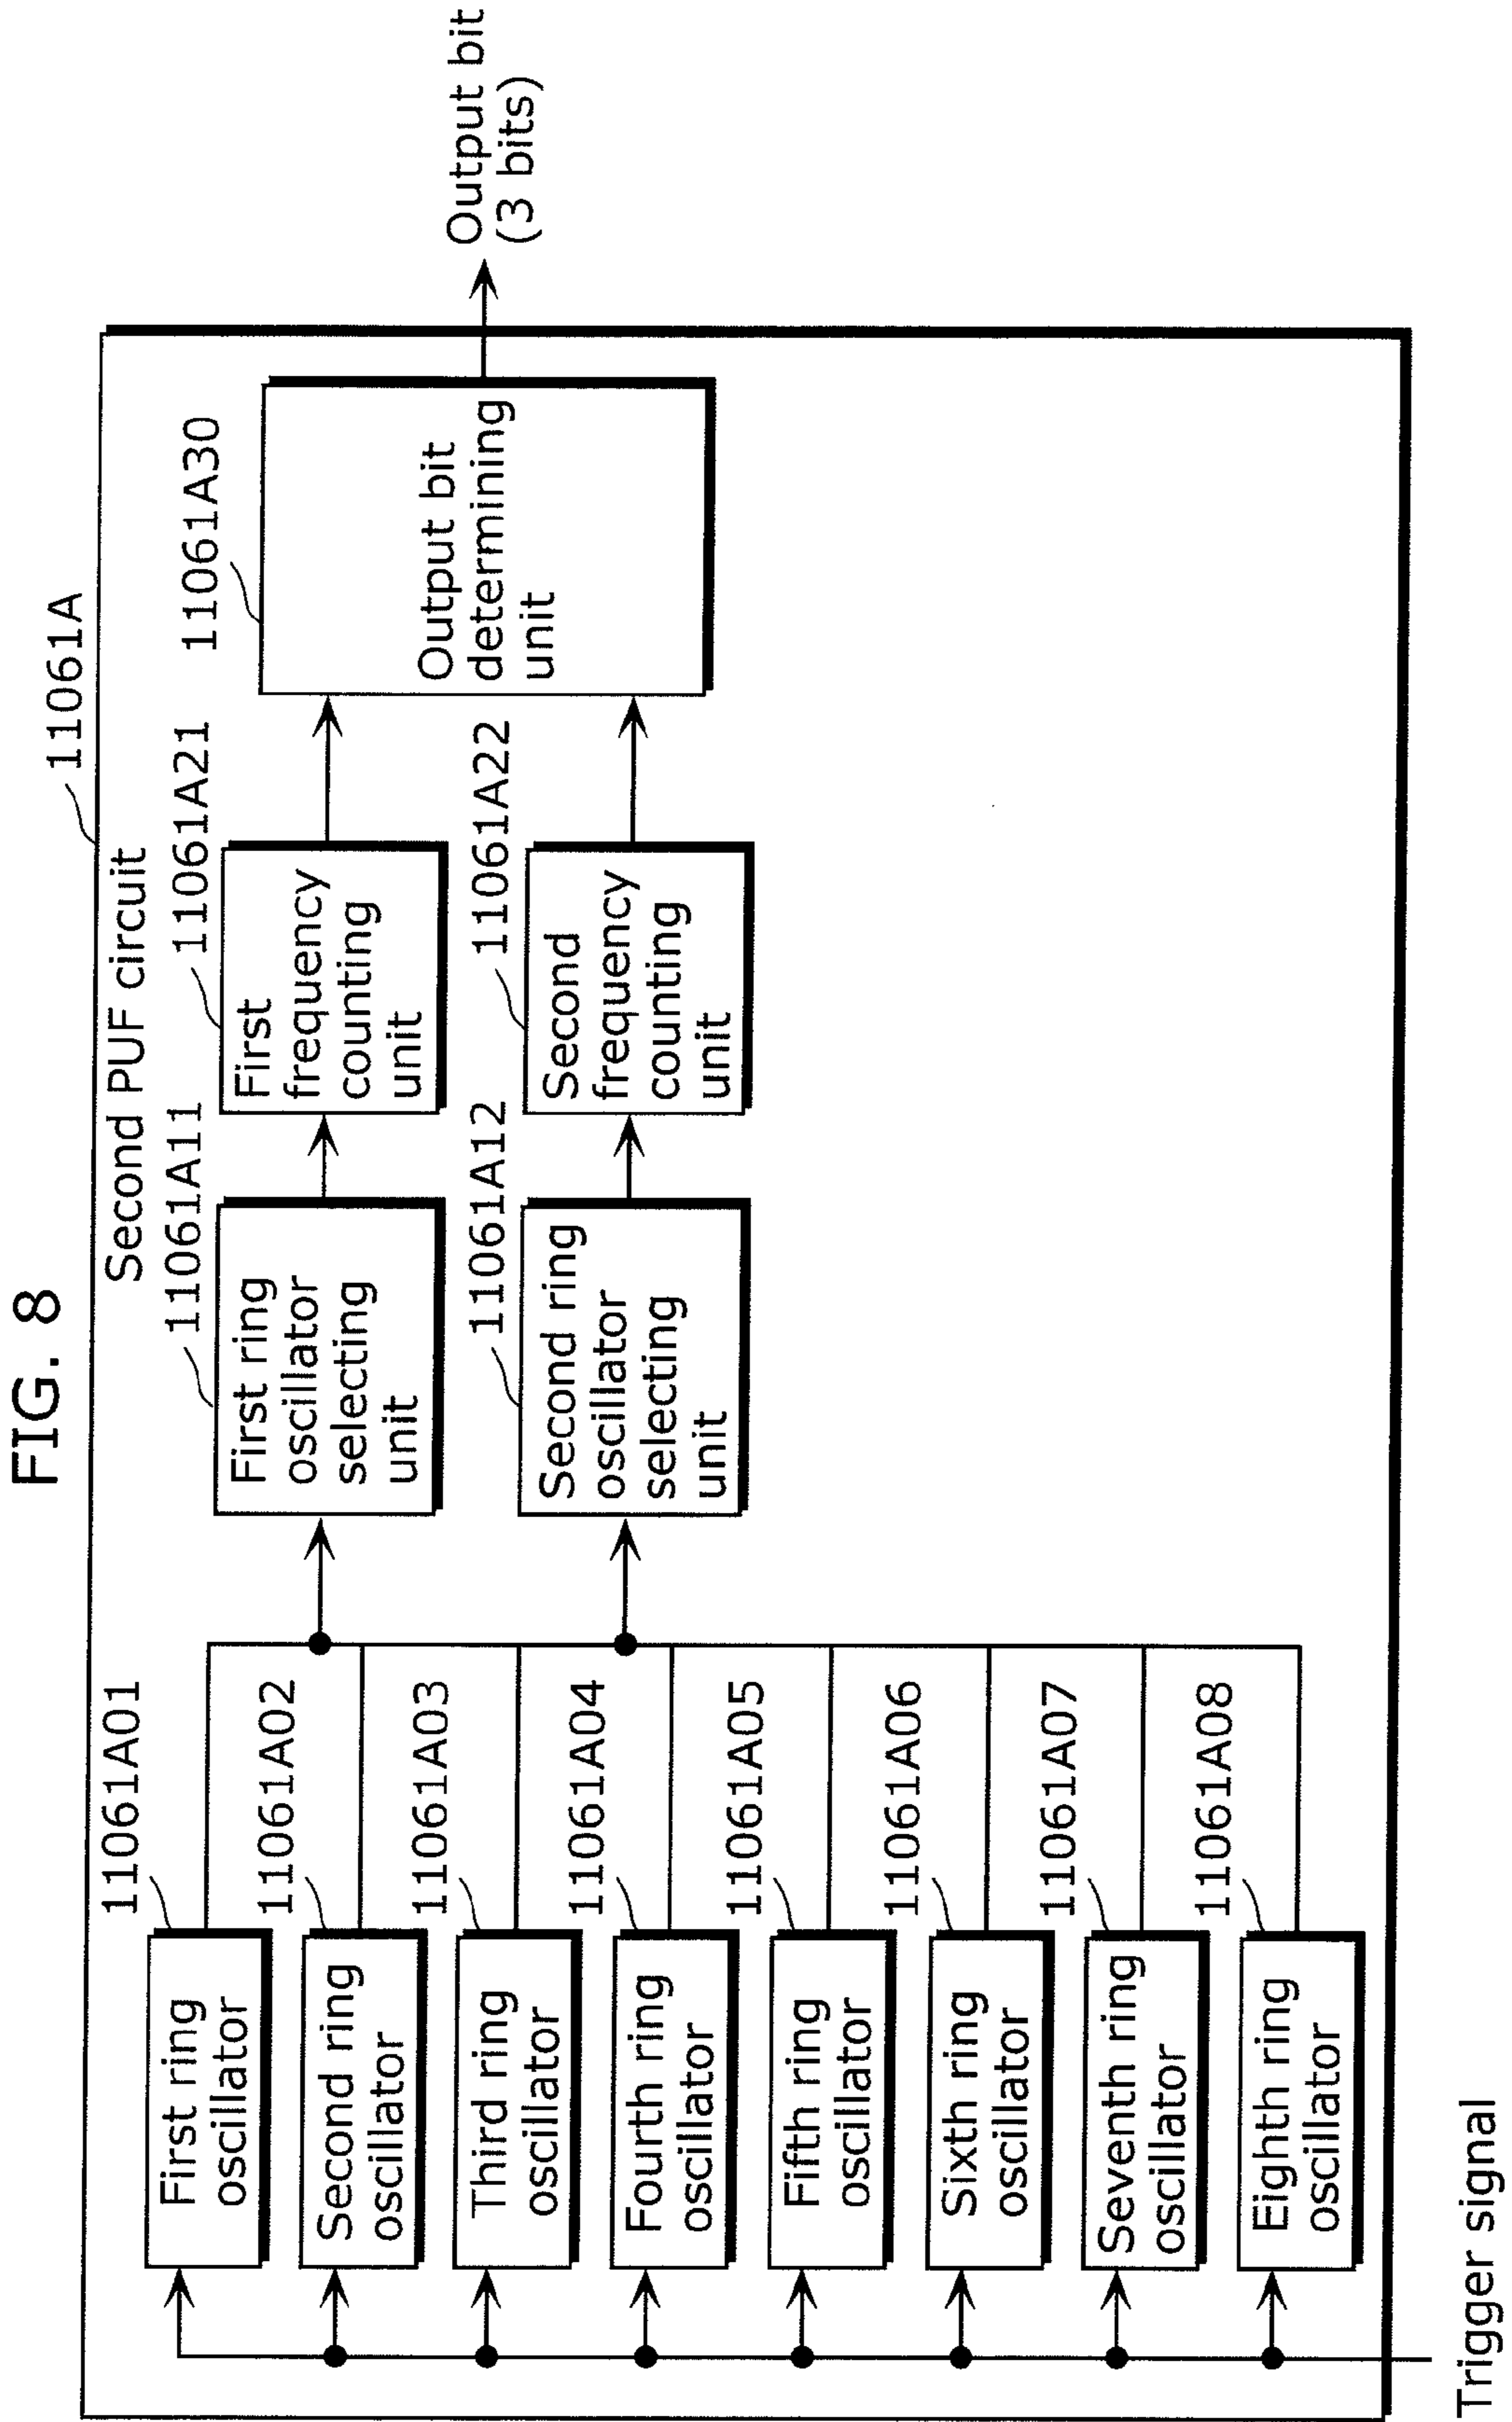 FIG. 8
11061A
Second PUF circuit
11061A01
First ring
oscillator
11061A02
Second ring
oscillator
11061A03
Third ring
oscillator
11061A04
Fourth ring
oscillator
11061A05
Fifth ring
oscillator
11061A06
Sixth ring
oscillator
11061A07
Seventh ring
oscillator
11061A08
Eighth ring
oscillator
Trigger signal
11061A11
First ring
oscillator
selecting
unit
11061A12
Second ring
oscillator
selecting
unit
11061A21
First
frequency
counting
unit
11061A22
Second
frequency
counting
unit
11061A30
Output bit
determining
unit
Output bit
(3 bits)